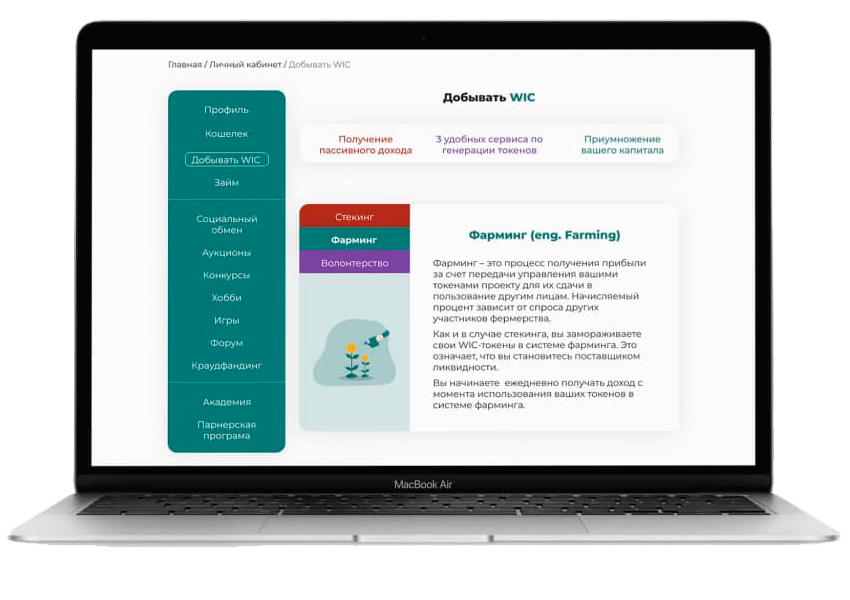 Главная / Личный кабинет / Добывать WIC
Профиль
Кошелек
Добывать WIC
Займ
Социальный
обмен
Аукционы
Конкурсы
Хобби
Игры
Форум
Краудфандинг
Академия
Парнерская
програма
Добывать WIC
Получение
пассивного дохода
3 удобных сервиса по
генерации токенов
Приумножение
вашего капитала
Стекинг
Фарминг
Волонтерство
Фарминг (eng. Farming)
Фарминг – это процесс получения прибыли
за счет передачи управления вашими
токенами проекту для их сдачи в
пользование другим лицам. Начисляемый
процент зависит от спроса других
участников фермерства.
Как и в случае стекинга, вы замораживаете
свои WIC-токены в системе фарминга. Это
означает, что вы становитесь поставщиком
ликвидности.
Вы начинаете ежедневно получать доход с
момента использования ваших токенов в
системе фарминга.
MacBook Air